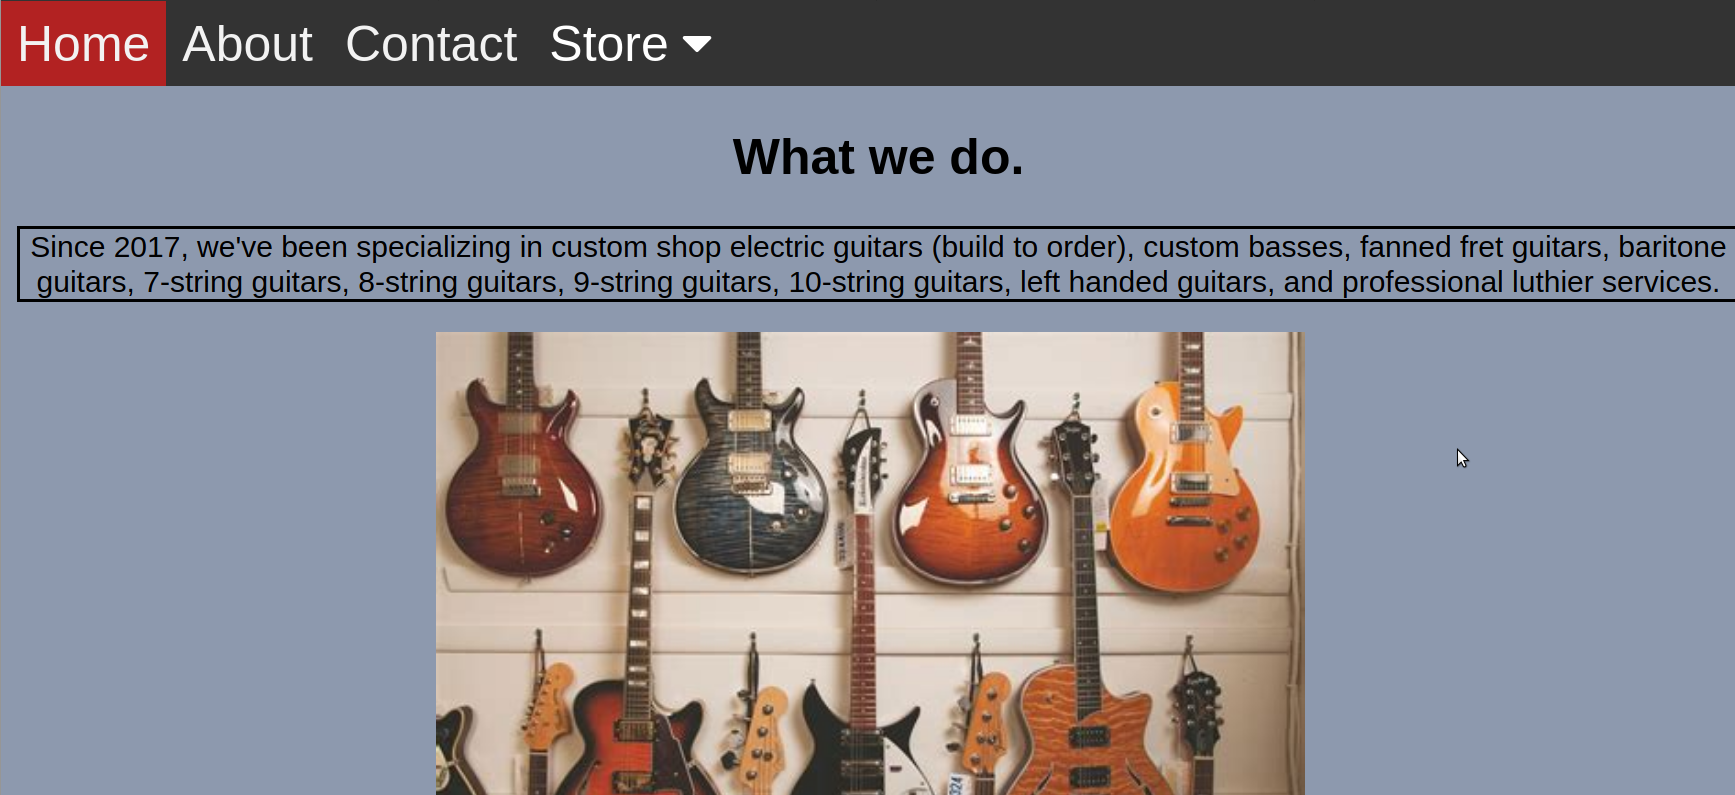 Home About Contact Store
What we do.
Since 2017, we've been specializing in custom shop electric guitars (build to order), custom basses, fanned fret guitars, baritone
guitars, 7-string guitars, 8-string guitars, 9-string guitars, 10-string guitars, left handed guitars, and professional luthier services.
324